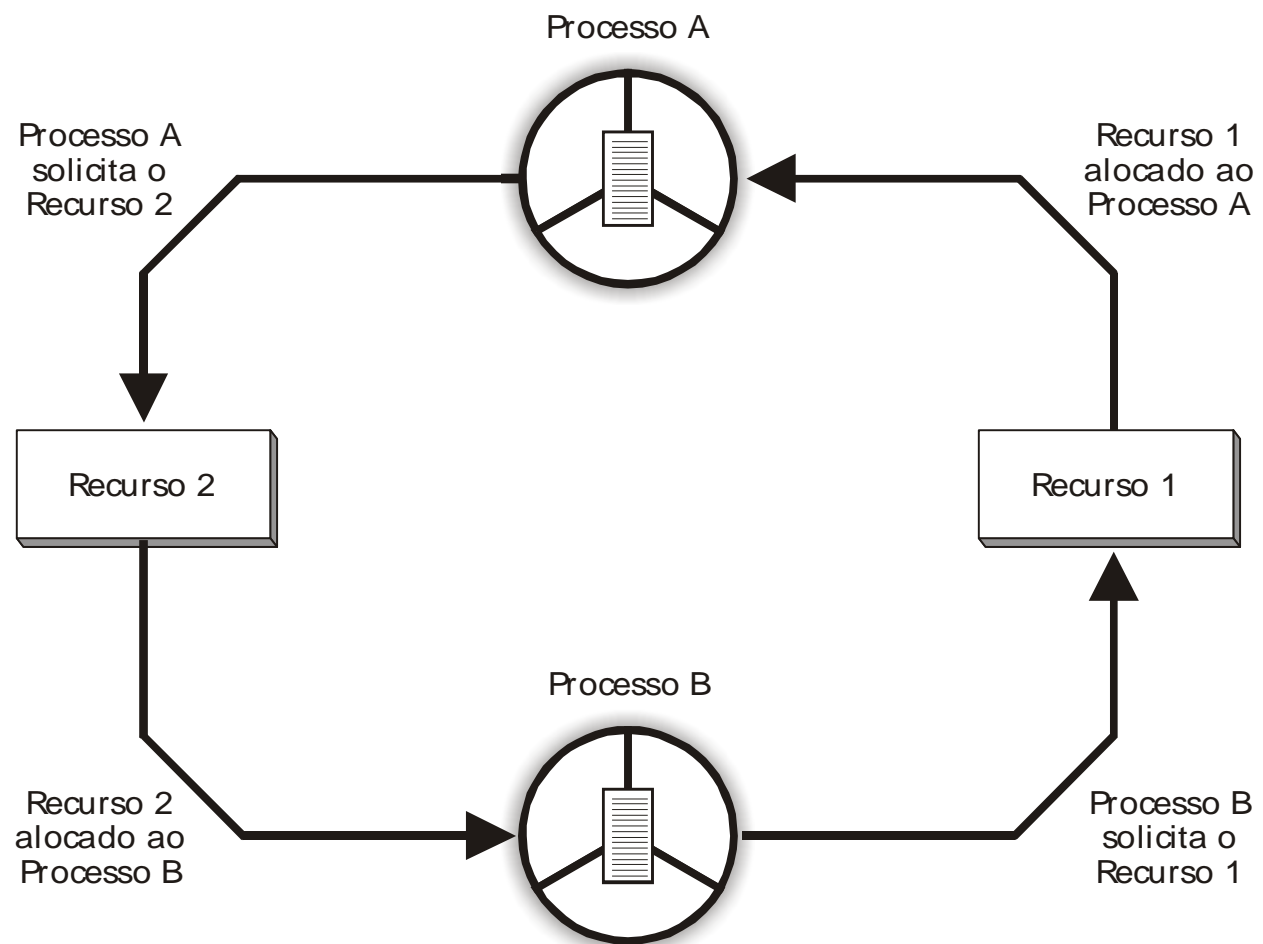 Processo A
Processo A
solicita o
Recurso 2
Recurso 1
alocado ao
Processo A
Recurso 2
Recurso 1
Processo B
Recurso 2
alocado ao
Processo B
Processo B
solicita o
Recurso 1